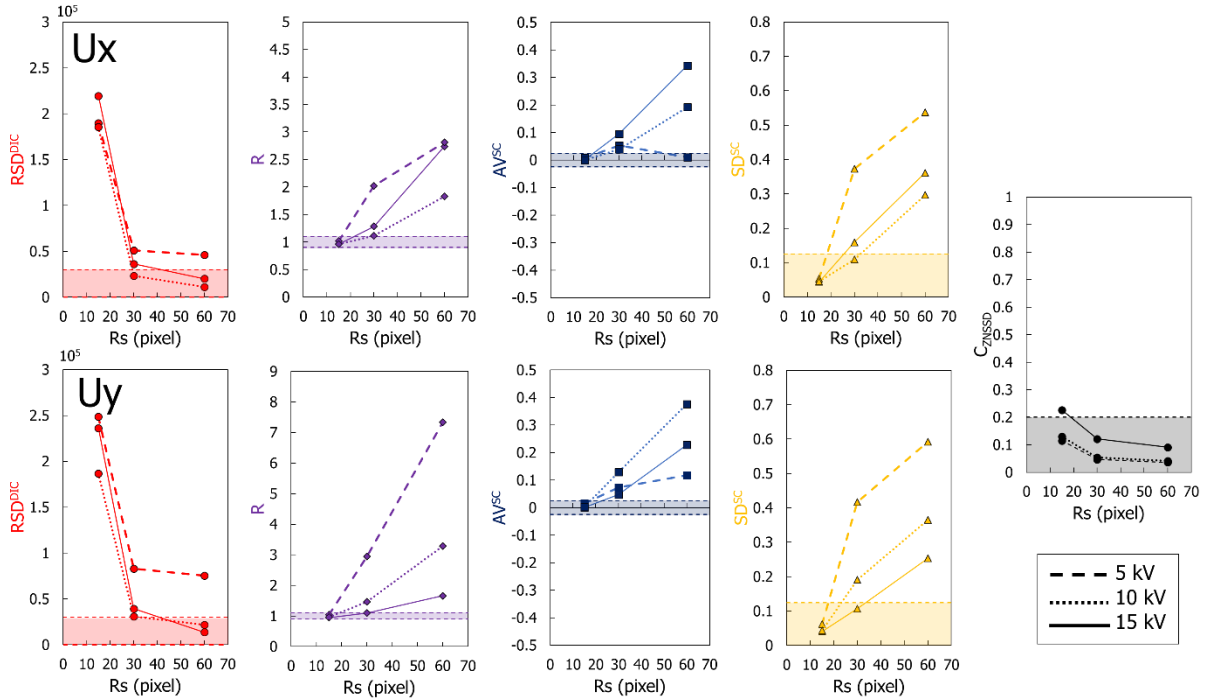 10⁵
3
2.5
2
1.5
1
0.5
0
Ux
RSD^DIC
0 10 20 30 40 50 60 70
Rs (pixel)
5
4.5
4
3.5
3
2.5
2
1.5
1
0.5
0
R
0 10 20 30 40 50 60 70
Rs (pixel)
0.5
0.4
0.3
0.2
0.1
0
-0.1
-0.2
-0.3
-0.4
-0.5
AV^SC
0 10 20 30 40 50 60 70
Rs (pixel)
0.8
0.7
0.6
0.5
0.4
0.3
0.2
0.1
0
SD^SC
0 10 20 30 40 50 60 70
Rs (pixel)
10⁵
3
2.5
2
1.5
1
0.5
0
Uy
RSD^DIC
0 10 20 30 40 50 60 70
Rs (pixel)
9
8
7
6
5
4
3
2
1
0
R
0 10 20 30 40 50 60 70
Rs (pixel)
0.5
0.4
0.3
0.2
0.1
0
-0.1
-0.2
-0.3
-0.4
-0.5
AV^SC
0 10 20 30 40 50 60 70
Rs (pixel)
0.8
0.7
0.6
0.5
0.4
0.3
0.2
0.1
0
SD^SC
0 10 20 30 40 50 60 70
Rs (pixel)
1
0.9
0.8
0.7
0.6
0.5
0.4
0.3
0.2
0.1
0
C_ZNSSD
0 10 20 30 40 50 60 70
Rs (pixel)
5 kV
10 kV
15 kV